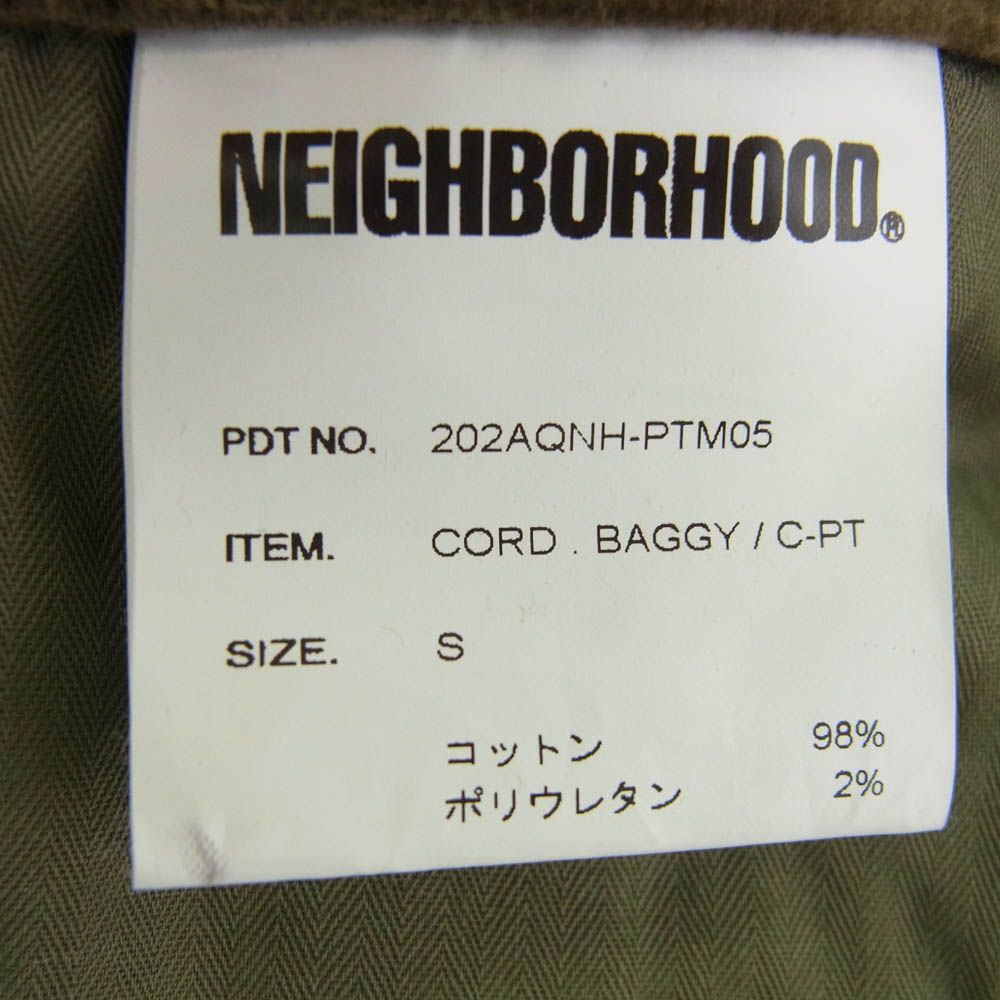 NEIGHBORHOOD®
PDT NO. 202AQNH-PTM05
ITEM. CORD . BAGGY / C-PT
SIZE. S
コットン 98%
ポリウレタン 2%